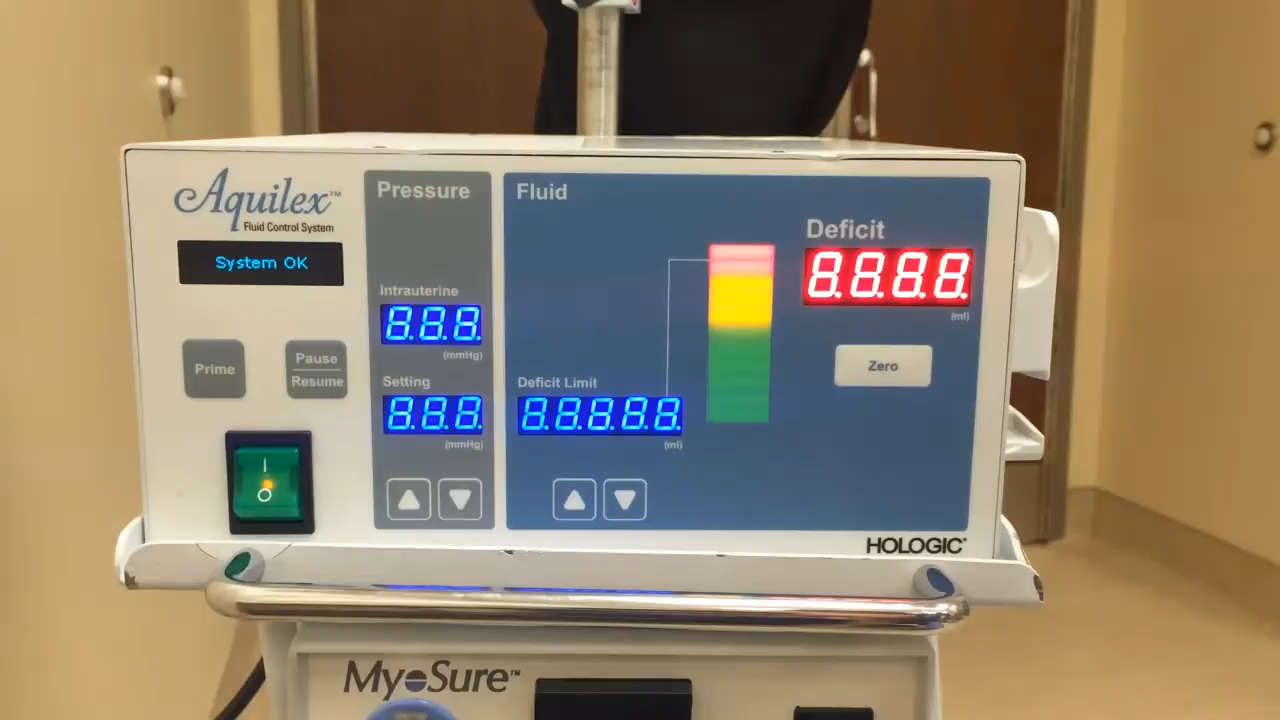 Aquilex™
Fluid Control System
System OK
Prime
Pause
Resume
I
O
Pressure
Intrauterine
8.8.8.
(mmHg)
Setting
8.8.8.
(mmHg)
Fluid
Deficit Limit
8.8.8.8.8.
(ml)
Deficit
8.8.8.8.
(ml)
Zero
HOLOGIC®
MyoSure™